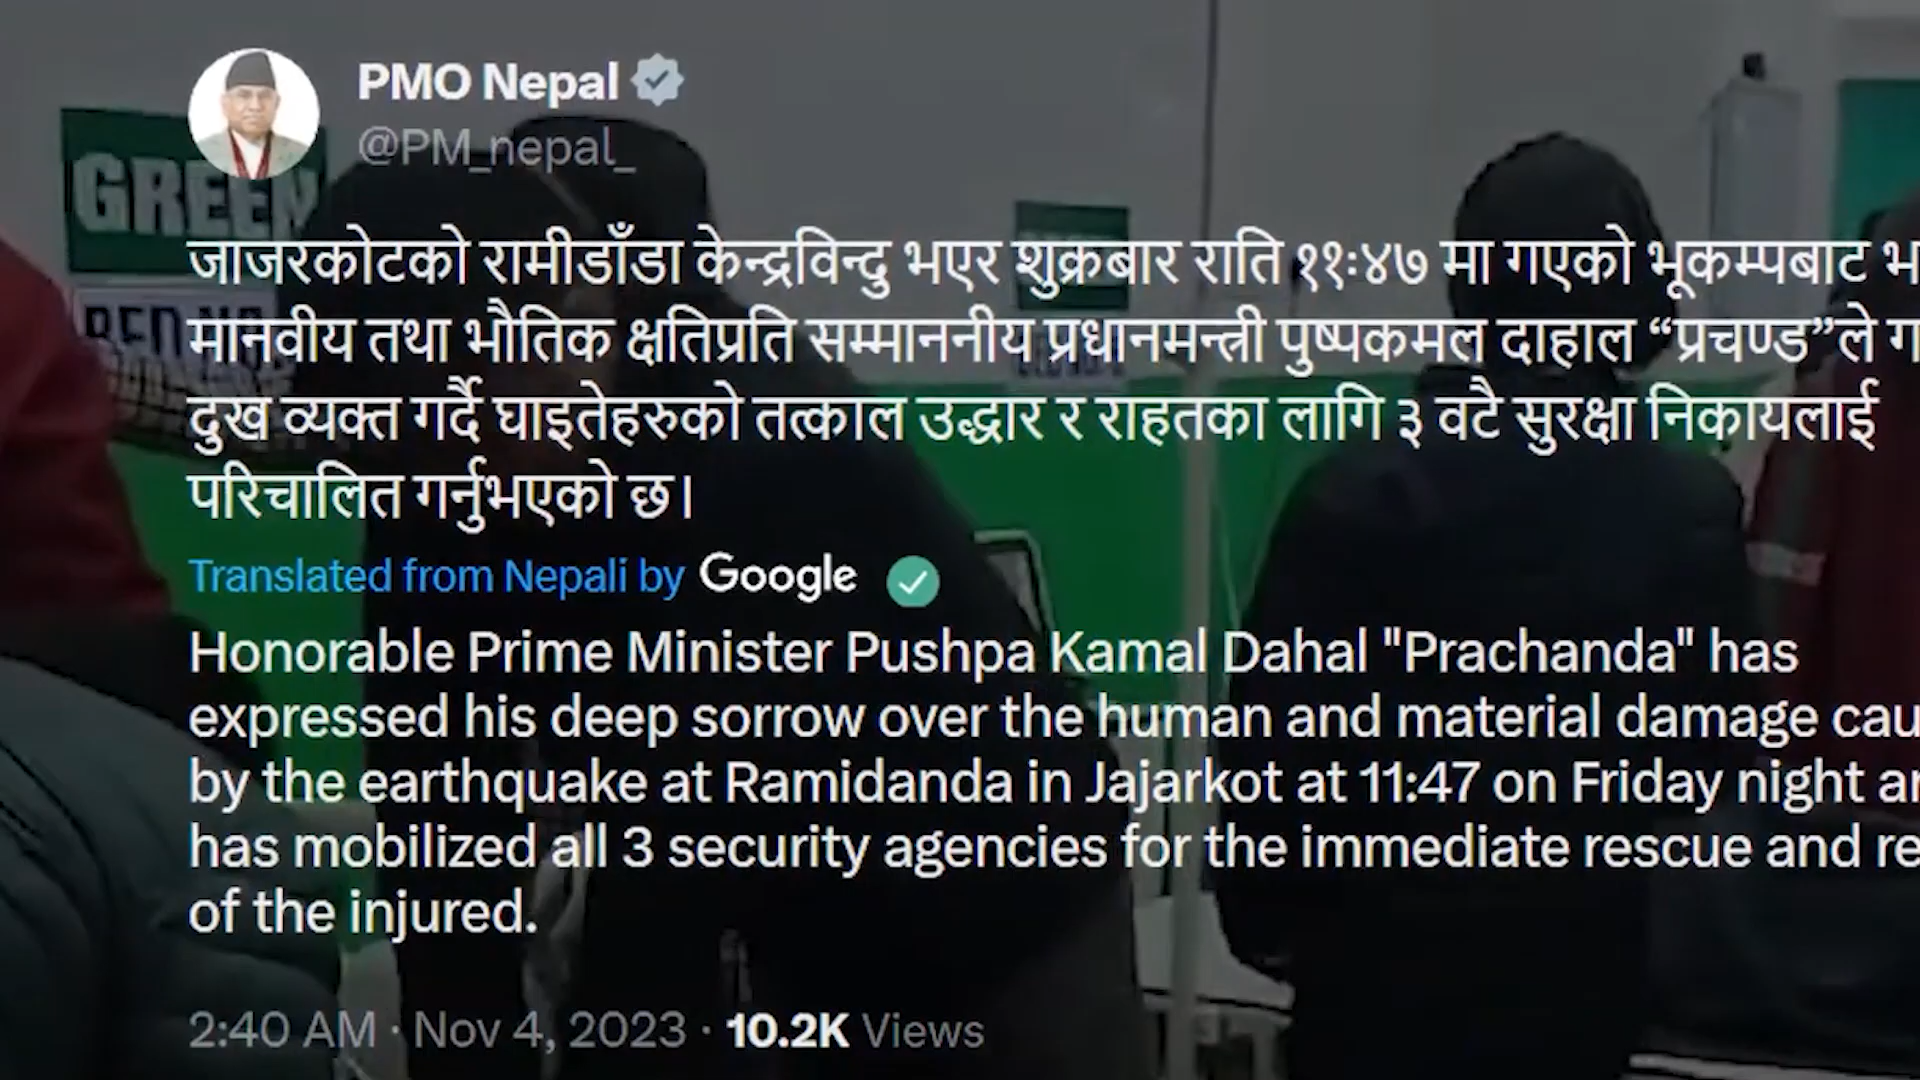 PMO Nepal
@PM_nepal_
GREEN
जाजरकोटको रामीडाँडा केन्द्रविन्दु भएर शुक्रबार राति ११:४७ मा गएको भूकम्पबाट
मानवीय तथा भौतिक क्षतिप्रति सम्माननीय प्रधानमन्त्री पुष्पकमल दाहाल “प्रचण्ड”ले
दुख व्यक्त गर्दै घाइतेहरुको तत्काल उद्धार र राहतका लागि ३ वटै सुरक्षा निकायलाई
परिचालित गर्नुभएको छ।
Translated from Nepali by Google
Honorable Prime Minister Pushpa Kamal Dahal "Prachanda" has
expressed his deep sorrow over the human and material damage
by the earthquake at Ramidanda in Jajarkot at 11:47 on Friday night
has mobilized all 3 security agencies for the immediate rescue and
of the injured.
2:40 AM · Nov 4, 2023 · 10.2K Views